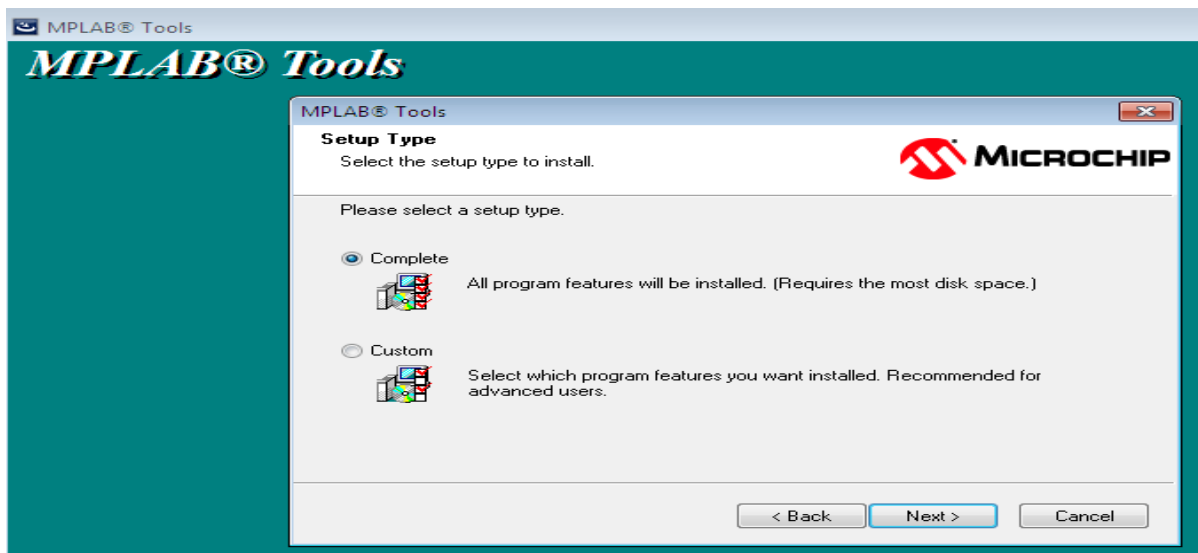 MPLAB® Tools
MPLAB® Tools
MPLAB® Tools
Setup Type
Select the setup type to install.
MICROCHIP
Please select a setup type.
Complete
All program features will be installed. (Requires the most disk space.)
Custom
Select which program features you want installed. Recommended for
advanced users.
< Back
Next >
Cancel